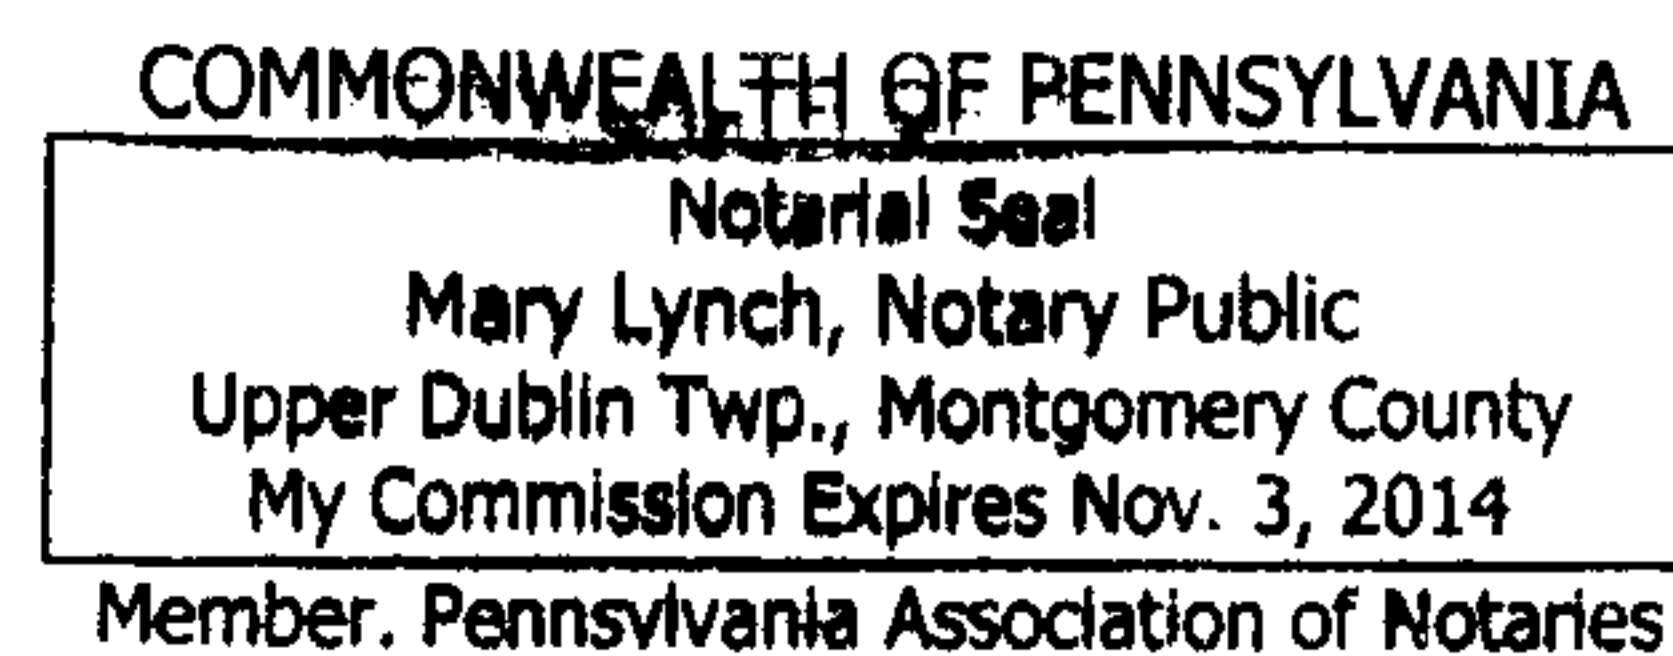 COMMONWEALTH OF PENNSYLVANIA
Notarial Seal
Mary Lynch, Notary Public
Upper Dublin Twp., Montgomery County
My Commission Expires Nov. 3, 2014
Member, Pennsylvania Association of Notaries